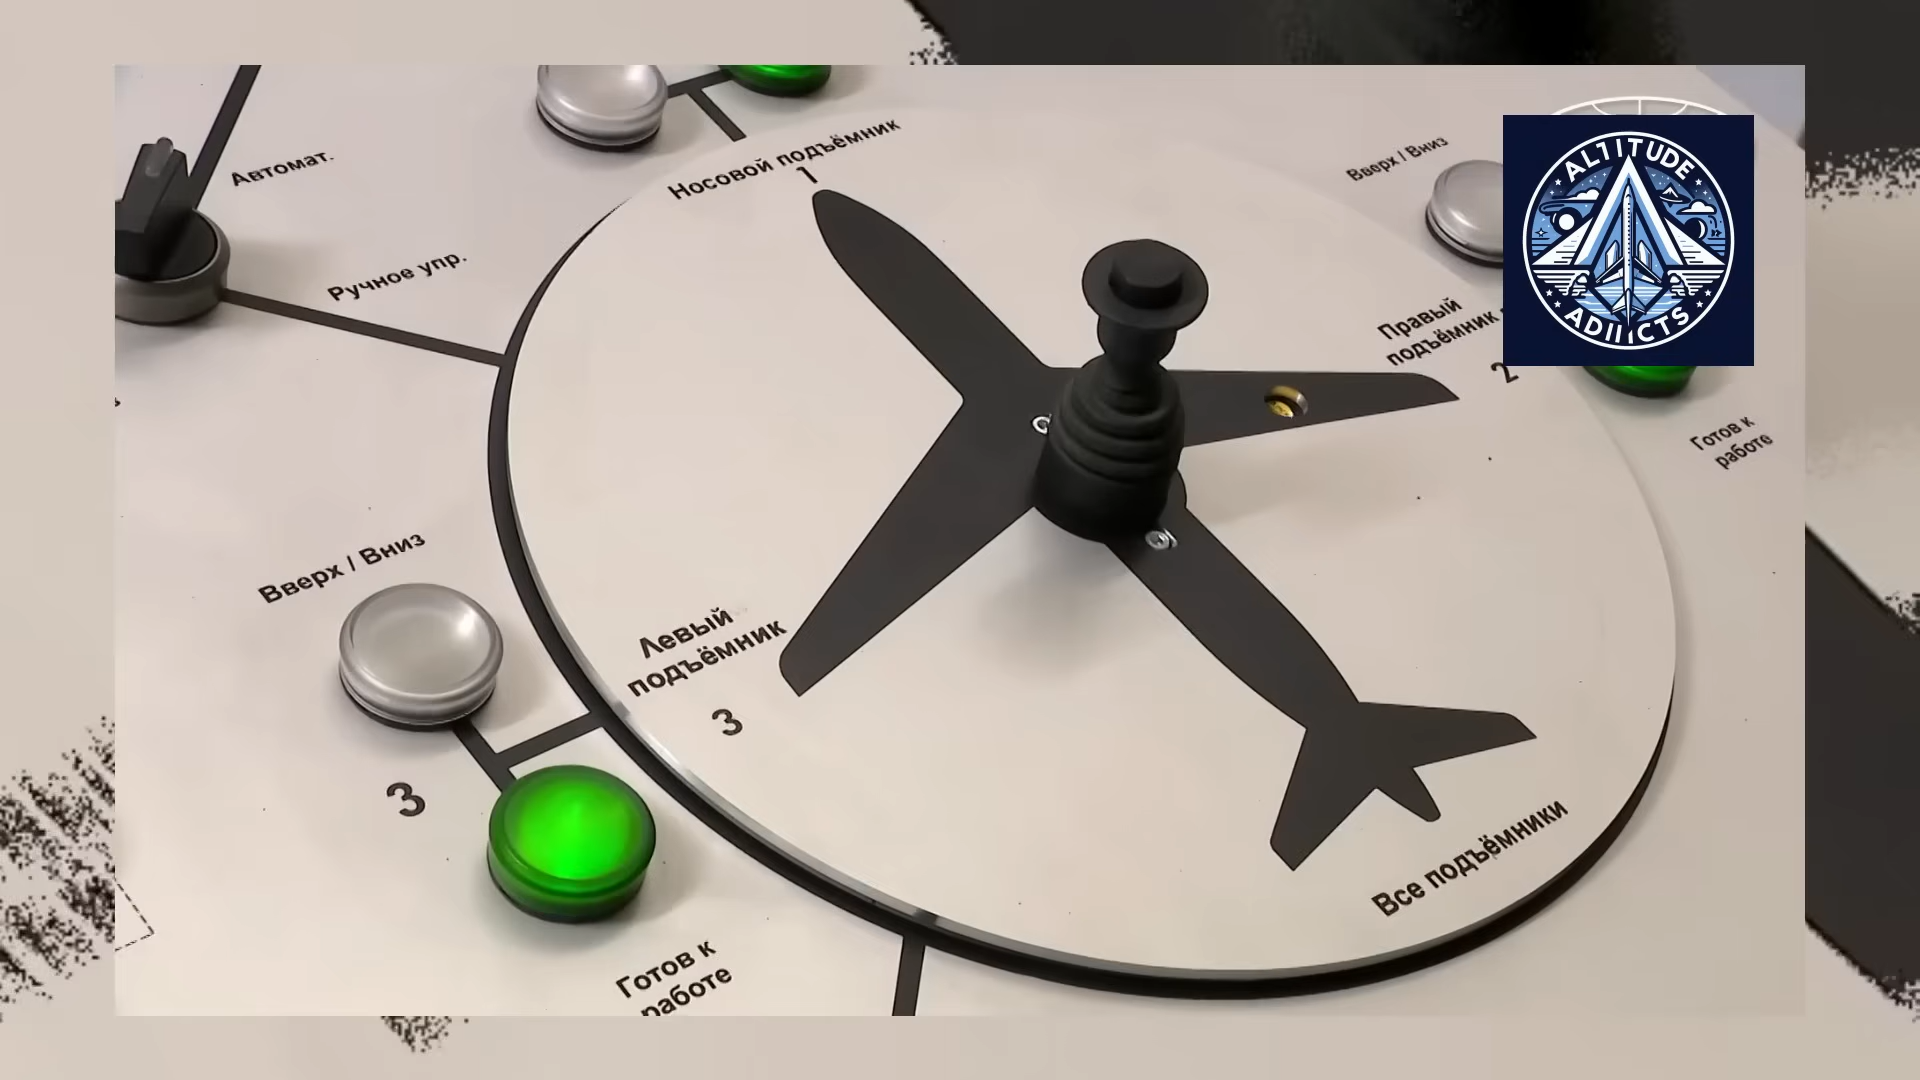 Автомат.
Ручное упр.
Носовой подъёмник
1
Вверх / Вниз
ALTITUDE
ADIICTS
Правый
подъёмник
2
Готов к
работе
Вверх / Вниз
Левый
подъёмник
3
3
Все подъёмники
Готов к
работе